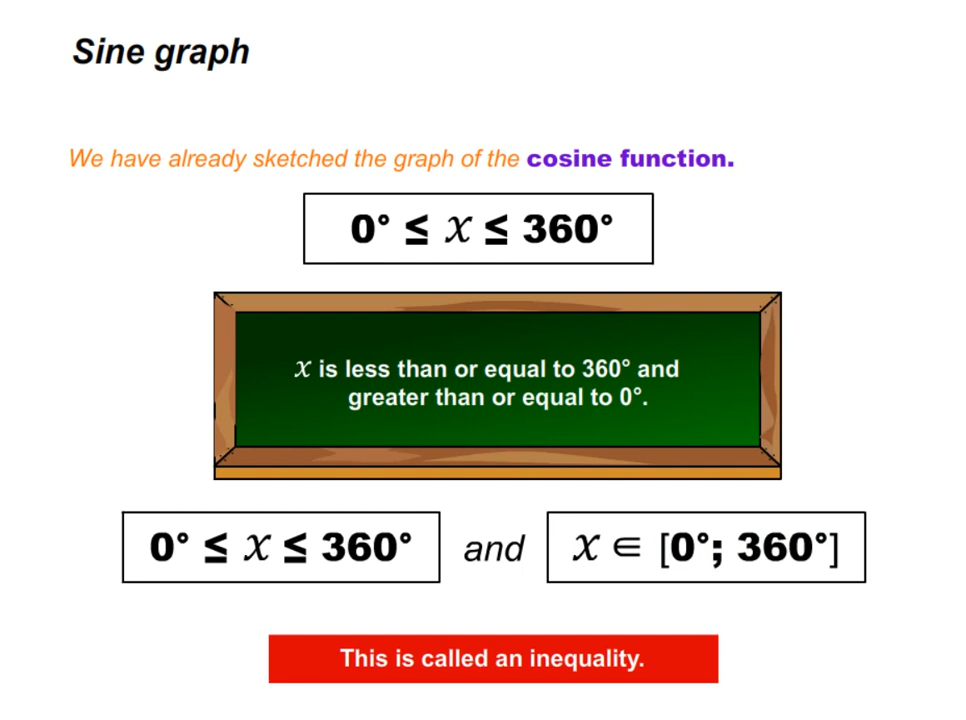 Sine graph
We have already sketched the graph of the cosine function.
0° ≤ x ≤ 360°
x is less than or equal to 360° and
greater than or equal to 0°.
0° ≤ x ≤ 360° and x ∈ [0°; 360°]
This is called an inequality.